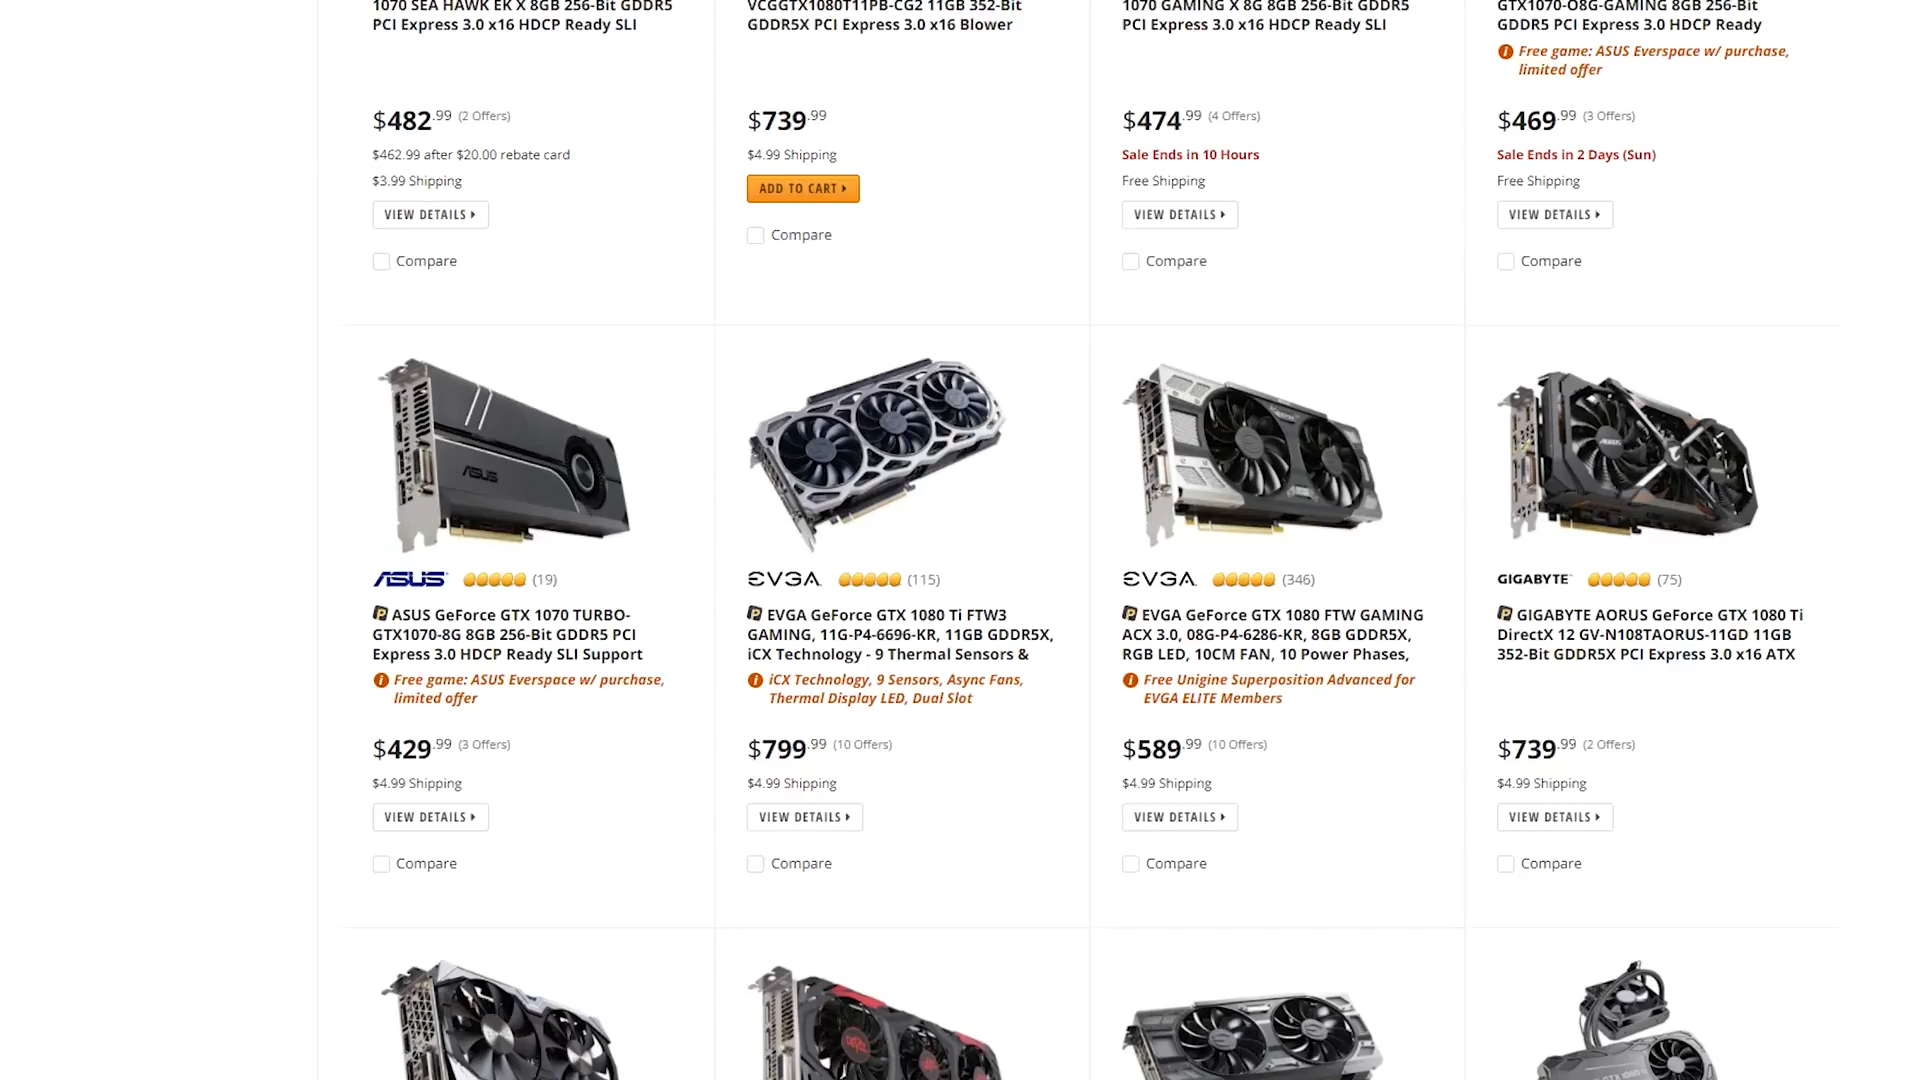 1070 SEA HAWK EK X 8GB 256-Bit GDDR5
PCI Express 3.0 x16 HDCP Ready SLI
$482.99 (2 Offers)
$462.99 after $20.00 rebate card
$3.99 Shipping
VIEW DETAILS
Compare
VCGGTX1080T11PB-CG2 11GB 352-Bit
GDDR5X PCI Express 3.0 x16 Blower
$739.99
$4.99 Shipping
ADD TO CART
Compare
1070 GAMING X 8G 8GB 256-Bit GDDR5
PCI Express 3.0 x16 HDCP Ready SLI
$474.99 (4 Offers)
Sale Ends in 10 Hours
Free Shipping
VIEW DETAILS
Compare
GTX1070-O8G-GAMING 8GB 256-Bit
GDDR5 PCI Express 3.0 HDCP Ready
Free game: ASUS Everspace w/ purchase,
limited offer
$469.99 (3 Offers)
Sale Ends in 2 Days (Sun)
Free Shipping
VIEW DETAILS
Compare
ASUS
ASUS (19)
ASUS GeForce GTX 1070 TURBO-
GTX1070-8G 8GB 256-Bit GDDR5 PCI
Express 3.0 HDCP Ready SLI Support
Free game: ASUS Everspace w/ purchase,
limited offer
$429.99 (3 Offers)
$4.99 Shipping
VIEW DETAILS
Compare
EVGA (115)
EVGA GeForce GTX 1080 Ti FTW3
GAMING, 11G-P4-6696-KR, 11GB GDDR5X,
iCX Technology - 9 Thermal Sensors &
iCX Technology, 9 Sensors, Async Fans,
Thermal Display LED, Dual Slot
$799.99 (10 Offers)
$4.99 Shipping
VIEW DETAILS
Compare
EVGA (346)
EVGA GeForce GTX 1080 FTW GAMING
ACX 3.0, 08G-P4-6286-KR, 8GB GDDR5X,
RGB LED, 10CM FAN, 10 Power Phases,
Free Unigine Superposition Advanced for
EVGA ELITE Members
$589.99 (10 Offers)
$4.99 Shipping
VIEW DETAILS
Compare
GIGABYTE (75)
GIGABYTE AORUS GeForce GTX 1080 Ti
DirectX 12 GV-N108TAORUS-11GD 11GB
352-Bit GDDR5X PCI Express 3.0 x16 ATX
$739.99 (2 Offers)
$4.99 Shipping
VIEW DETAILS
Compare